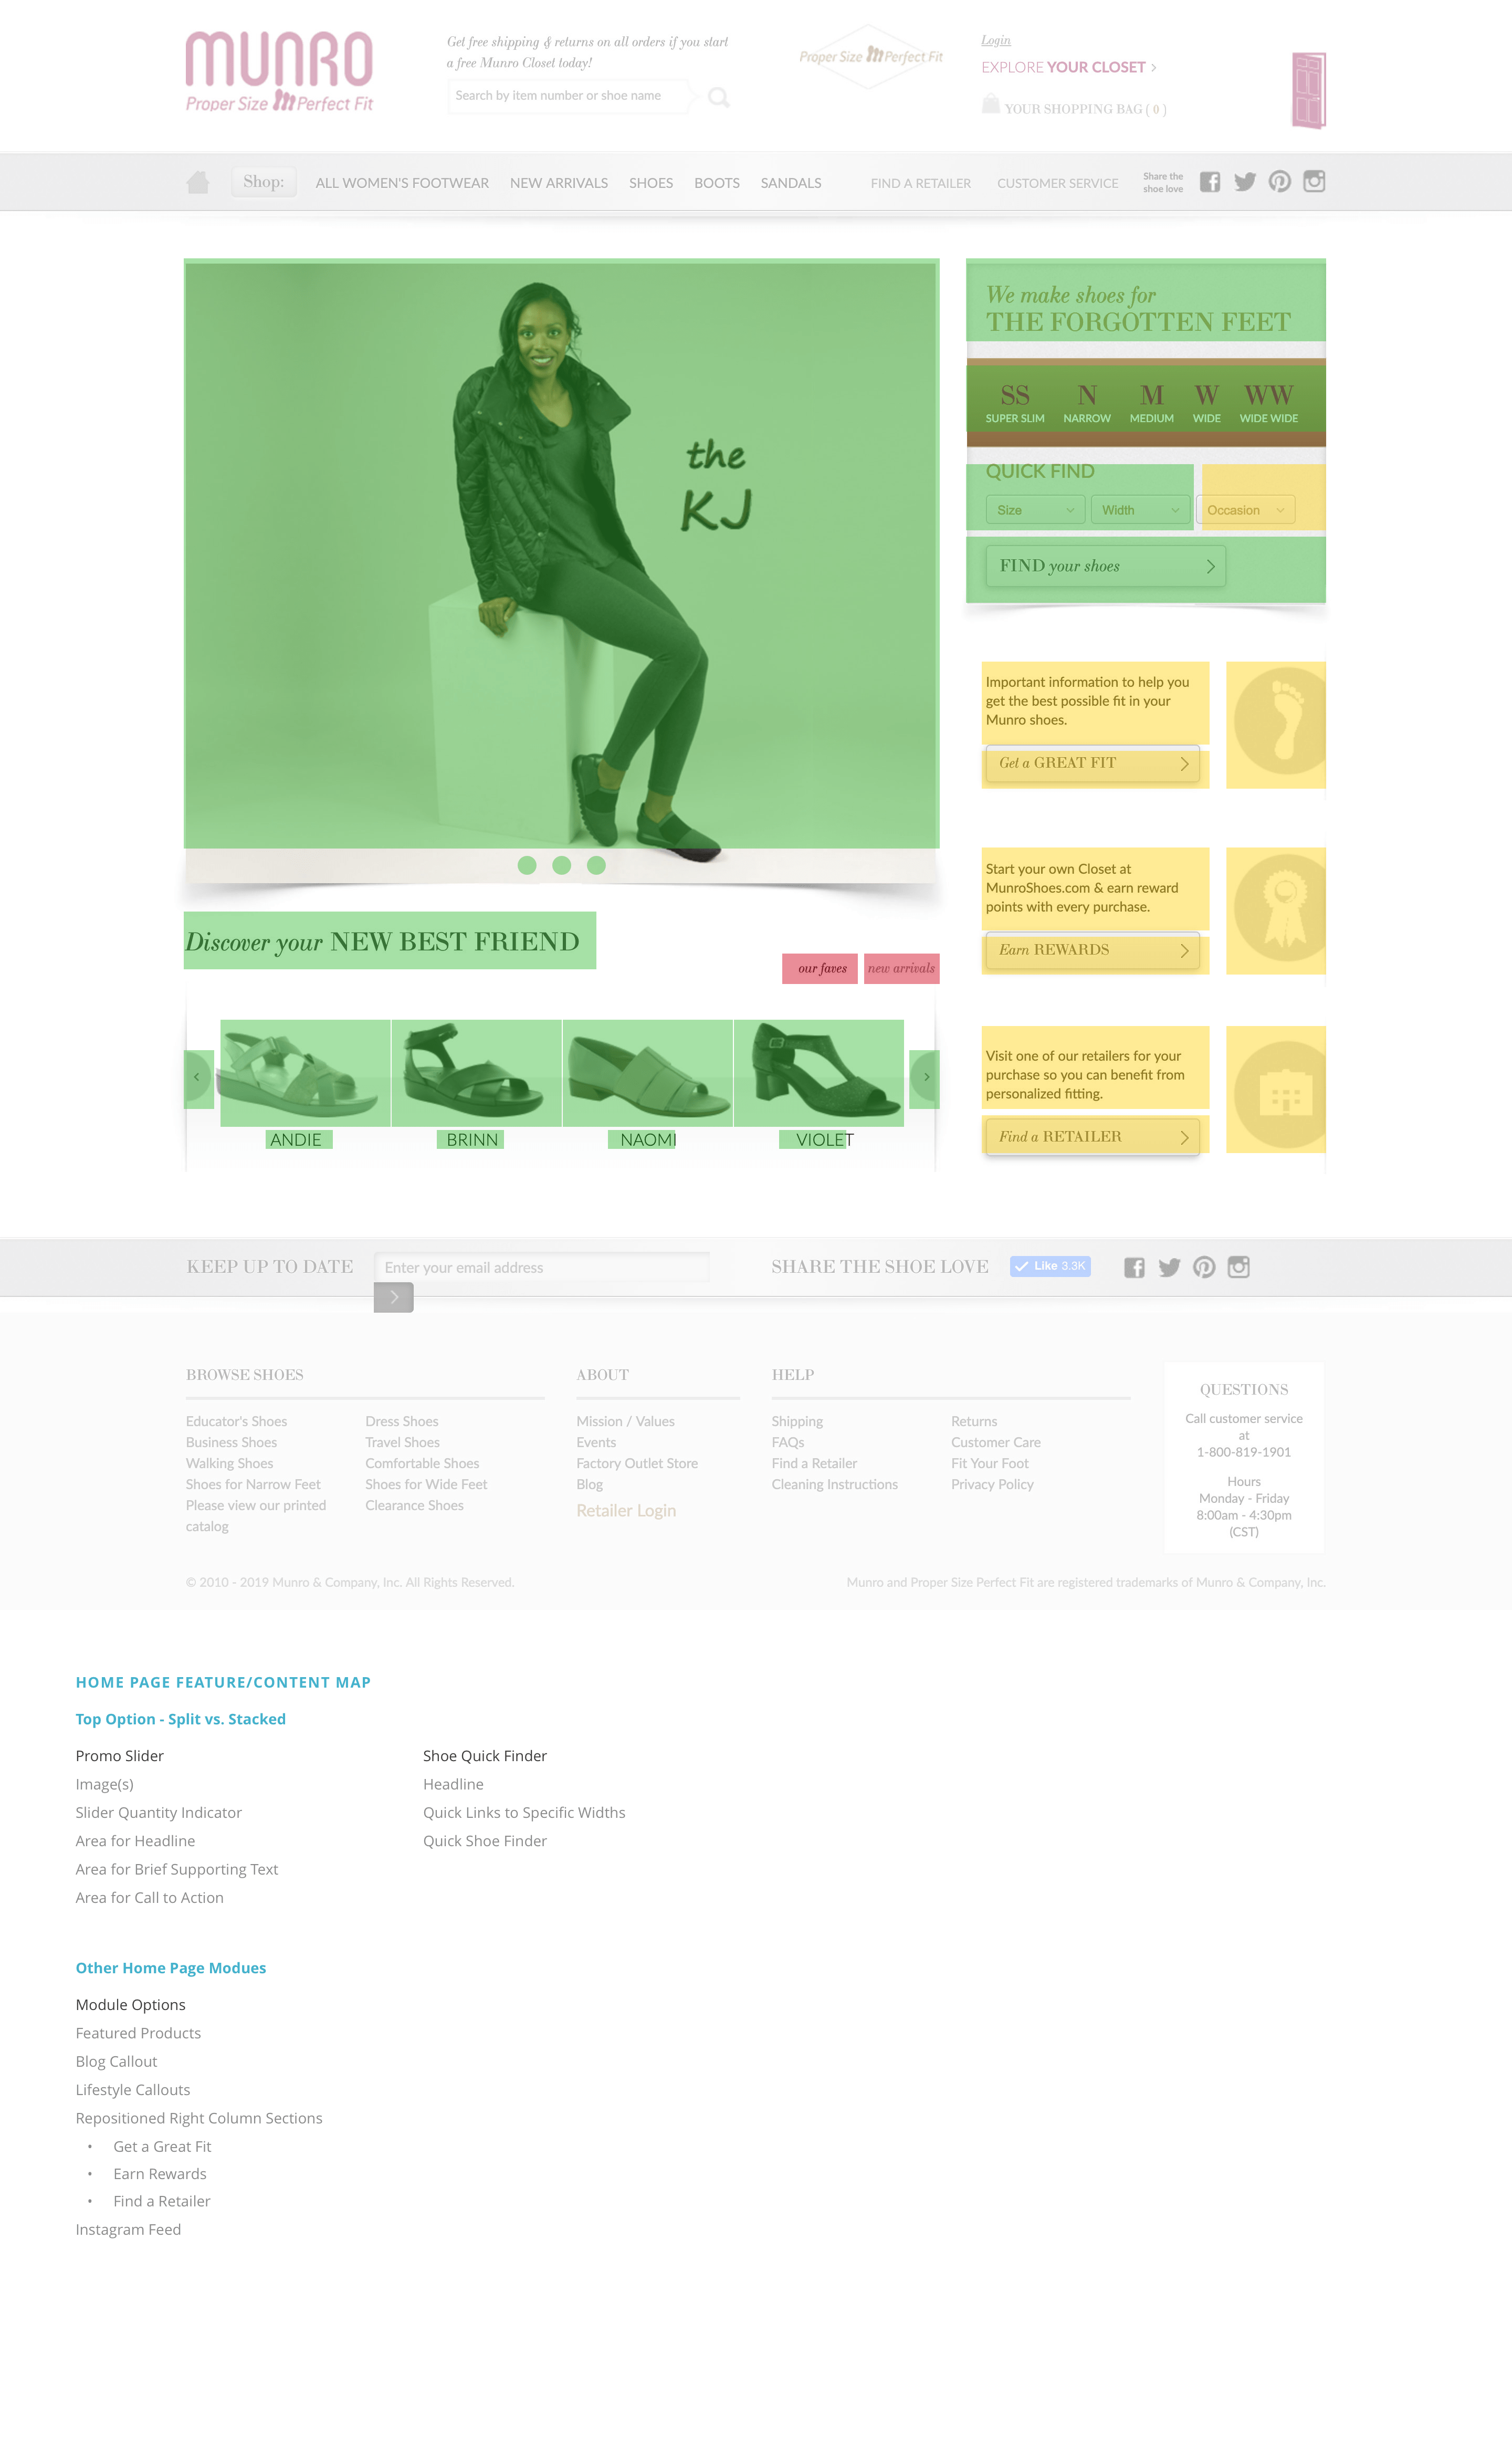 MUNRO
Proper Size Perfect Fit
Get free shipping & returns on all orders if you start
a free Munro Closet today!
Search by item number or shoe name
Proper Size m Perfect Fit
Login
EXPLORE YOUR CLOSET >
YOUR SHOPPING BAG ( 0 )
Shop:
ALL WOMEN'S FOOTWEAR
NEW ARRIVALS
SHOES
BOOTS
SANDALS
FIND A RETAILER
CUSTOMER SERVICE
Share the
shoe love
the
KJ
We make shoes for
THE FORGOTTEN FEET
SS N M W WW
SUPER SLIM NARROW MEDIUM WIDE WIDE WIDE
QUICK FIND
Size Width Occasion
FIND your shoes
Important information to help you
get the best possible fit in your
Munro shoes.
Get a GREAT FIT
Start your own Closet at
MunroShoes.com & earn reward
points with every purchase.
Earn REWARDS
Visit one of our retailers for your
purchase so you can benefit from
personalized fitting.
Find a RETAILER
Discover your NEW BEST FRIEND
our faves new arrivals
ANDIE BRINN NAOMI VIOLET
KEEP UP TO DATE
Enter your email address
SHARE THE SHOE LOVE
Like 3.3K
BROWSE SHOES
Educator's Shoes
Business Shoes
Walking Shoes
Shoes for Narrow Feet
Please view our printed
catalog
Dress Shoes
Travel Shoes
Comfortable Shoes
Shoes for Wide Feet
Clearance Shoes
ABOUT
Mission / Values
Events
Factory Outlet Store
Blog
Retailer Login
HELP
Shipping
FAQs
Find a Retailer
Cleaning Instructions
Returns
Customer Care
Fit Your Foot
Privacy Policy
QUESTIONS
Call customer service
at
1-800-819-1901
Hours
Monday - Friday
8:00am - 4:30pm
(CST)
© 2010 - 2019 Munro & Company, Inc. All Rights Reserved.
Munro and Proper Size Perfect Fit are registered trademarks of Munro & Company, Inc.
HOME PAGE FEATURE/CONTENT MAP
Top Option - Split vs. Stacked
Promo Slider
Image(s)
Slider Quantity Indicator
Area for Headline
Area for Brief Supporting Text
Area for Call to Action
Shoe Quick Finder
Headline
Quick Links to Specific Widths
Quick Shoe Finder
Other Home Page Modues
Module Options
Featured Products
Blog Callout
Lifestyle Callouts
Repositioned Right Column Sections
• Get a Great Fit
• Earn Rewards
• Find a Retailer
Instagram Feed